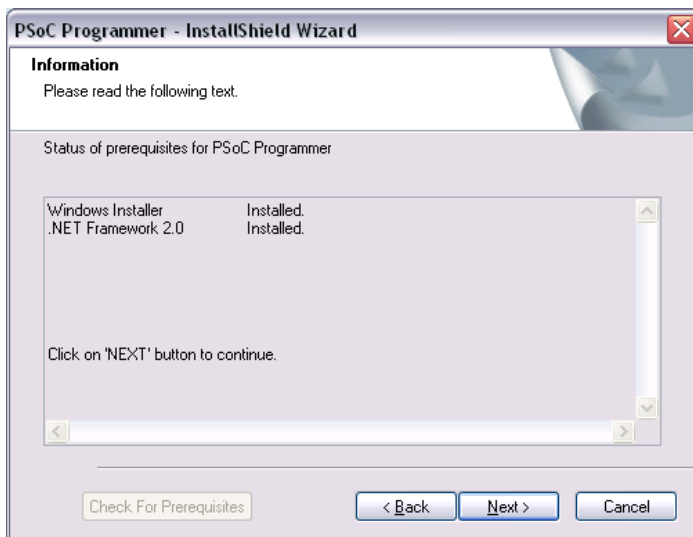 PSoC Programmer - InstallShield Wizard
Information
Please read the following text.
Status of prerequisites for PSoC Programmer
Windows Installer Installed.
.NET Framework 2.0 Installed.
Click on 'NEXT' button to continue.
Check For Prerequisites
< Back
Next >
Cancel